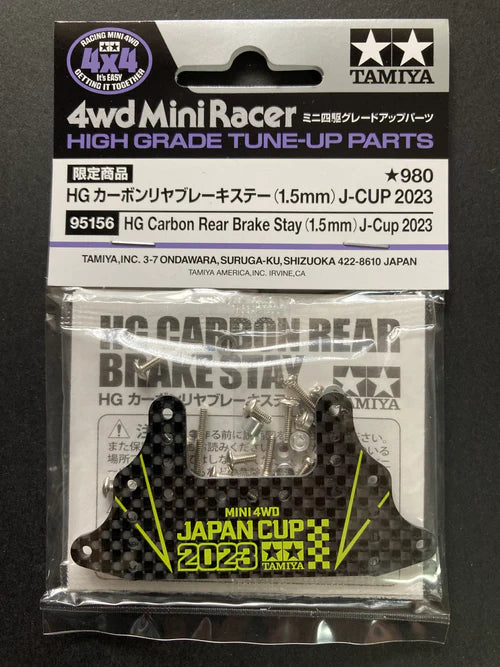 RACING MINI 4WD
4x4
It's EASY
GETTING IT TOGETHER
TAMIYA
4wd Mini Racer ミニ四駆グレードアップパーツ
HIGH GRADE TUNE-UP PARTS
限定商品 ★980
HG カーボンリヤブレーキステー(1.5mm) J-CUP 2023
95156 HG Carbon Rear Brake Stay (1.5mm) J-Cup 2023
TAMIYA,INC. 3-7 ONDAWARA, SURUGA-KU, SHIZUOKA 422-8610 JAPAN
TAMIYA AMERICA, INC. IRVINE,CA
HG CARBON REAR
BRAKE STAY
HG カーボンリヤブレーキステー
TAMIYA
注意
MINI 4WD
JAPAN CUP
2023
TAMIYA